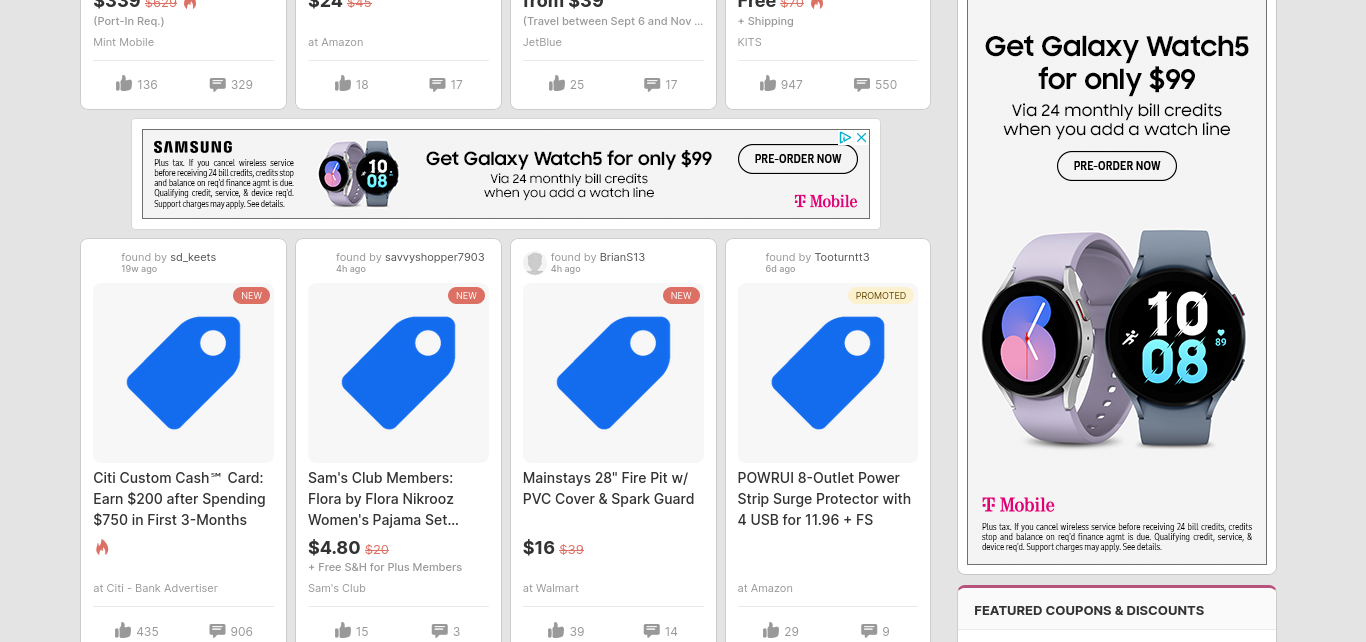 $339 $629
(Port-In Req.)
Mint Mobile
136 329
$24 $45
at Amazon
18 17
from $39
(Travel between Sept 6 and Nov ...
JetBlue
25 17
Free $70
+ Shipping
KITS
947 550
SAMSUNG
Plus tax. If you cancel wireless service
before receiving 24 bill credits, credits stop
and balance on req'd finance agmt is due.
Qualifying credit, service, & device req'd.
Support charges may apply. See details.
10
08
Get Galaxy Watch5 for only $99
Via 24 monthly bill credits
when you add a watch line
PRE-ORDER NOW
T Mobile
found by sd_keets
19w ago
NEW
Citi Custom Cash℠ Card:
Earn $200 after Spending
$750 in First 3-Months
at Citi - Bank Advertiser
435 906
found by savvyshopper7903
4h ago
NEW
Sam's Club Members:
Flora by Flora Nikrooz
Women's Pajama Set...
$4.80 $20
+ Free S&H for Plus Members
Sam's Club
15 3
found by BrianS13
4h ago
NEW
Mainstays 28" Fire Pit w/
PVC Cover & Spark Guard
$16 $39
at Walmart
39 14
found by Tooturntt3
6d ago
PROMOTED
POWRUI 8-Outlet Power
Strip Surge Protector with
4 USB for 11.96 + FS
at Amazon
29 9
Get Galaxy Watch5
for only $99
Via 24 monthly bill credits
when you add a watch line
PRE-ORDER NOW
10
08
89
T Mobile
Plus tax. If you cancel wireless service before receiving 24 bill credits, credits
stop and balance on req'd finance agmt is due. Qualifying credit, service, &
device req'd. Support charges may apply. See details.
FEATURED COUPONS & DISCOUNTS